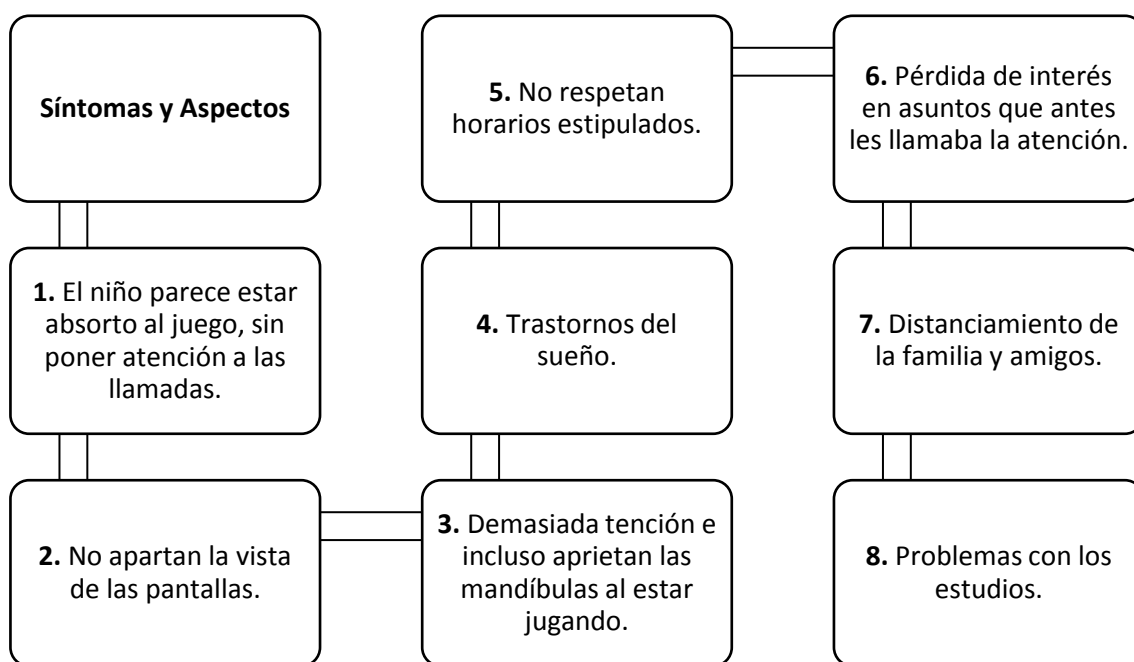 Síntomas y Aspectos
1. El niño parece estar
absorto al juego, sin
poner atención a las
llamadas.
2. No apartan la vista
de las pantallas.
3. Demasiada tención e
incluso aprietan las
mandíbulas al estar
jugando.
4. Trastornos del
sueño.
5. No respetan
horarios estipulados.
6. Pérdida de interés
en asuntos que antes
les llamaba la atención.
7. Distanciamiento de
la familia y amigos.
8. Problemas con los
estudios.